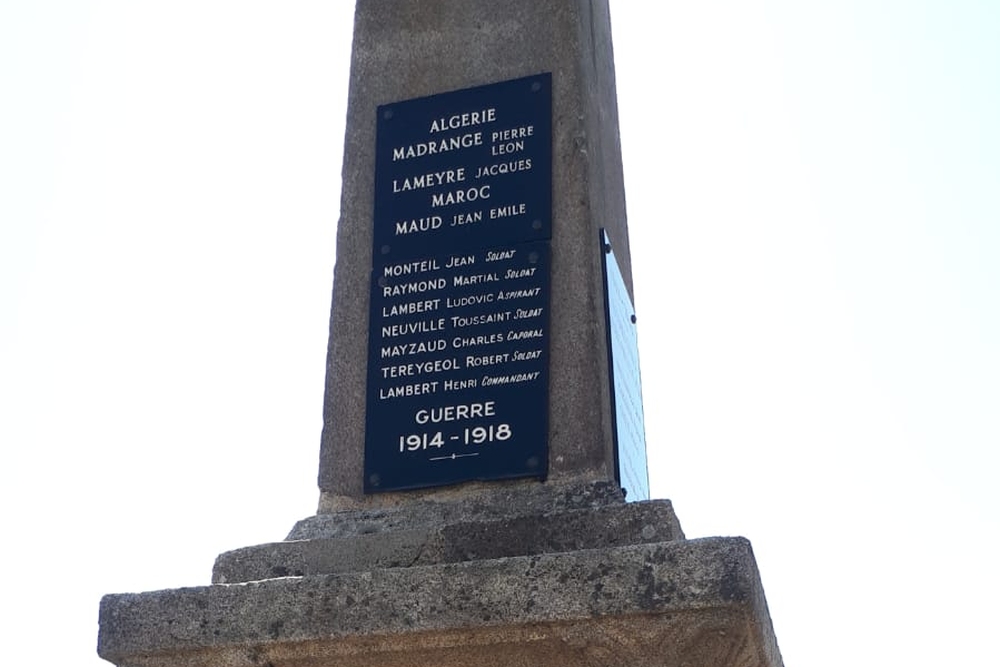 ALGERIE
MADRANGE PIERRE LEON
LAMEYRE JACQUES
MAROC
MAUD JEAN EMILE
MONTEIL JEAN SOLDAT
RAYMOND MARTIAL SOLDAT
LAMBERT LUDOVIC ASPIRANT
NEUVILLE TOUSSAINT SOLDAT
MAYZAUD CHARLES CAPORAL
TEREYGEOL ROBERT SOLDAT
LAMBERT HENRI COMMANDANT
GUERRE
1914-1918